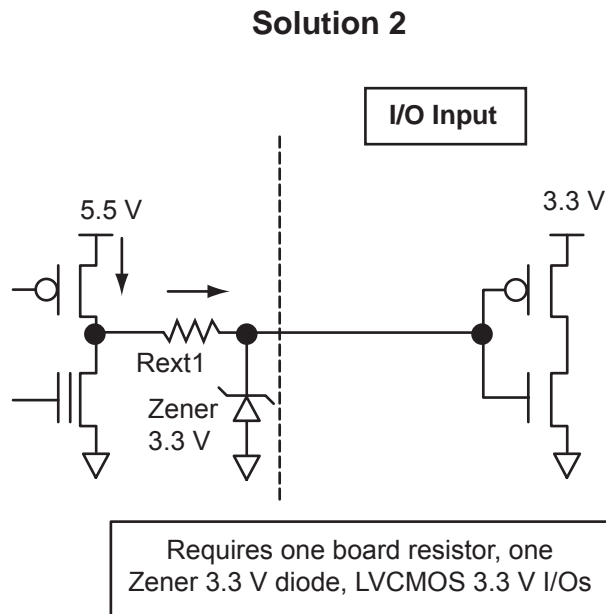 Solution 2
I/O Input
5.5 V
3.3 V
Rext1
Zener
3.3 V
Requires one board resistor, one
Zener 3.3 V diode, LVCMOS 3.3 V I/Os